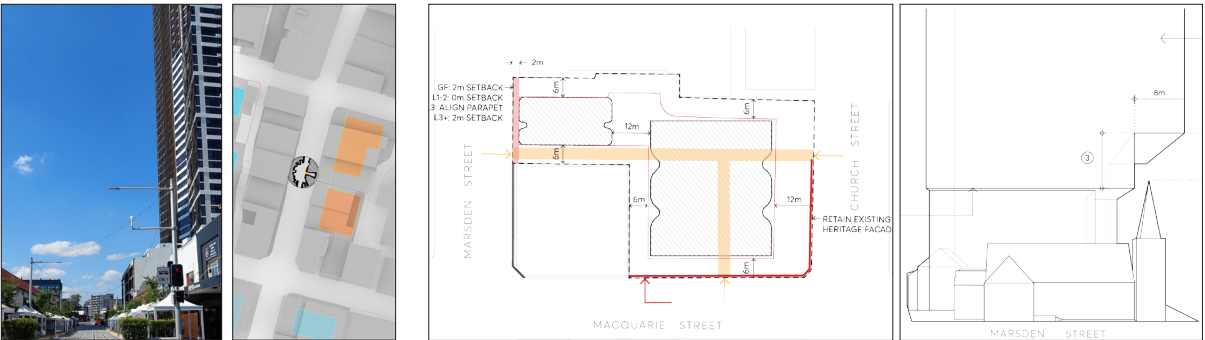 2m
GF: 2m SETBACK
L1-2: 0m SETBACK
3: ALIGN PARAPET
L3+: 2m SETBACK
6m
6m
12m
6m
6m
12m
6m
MARSDEN STREET
CHURCH STREET
RETAIN EXISTING
HERITAGE FACAD
MACQUARIE STREET
8m
3
MARSDEN STREET